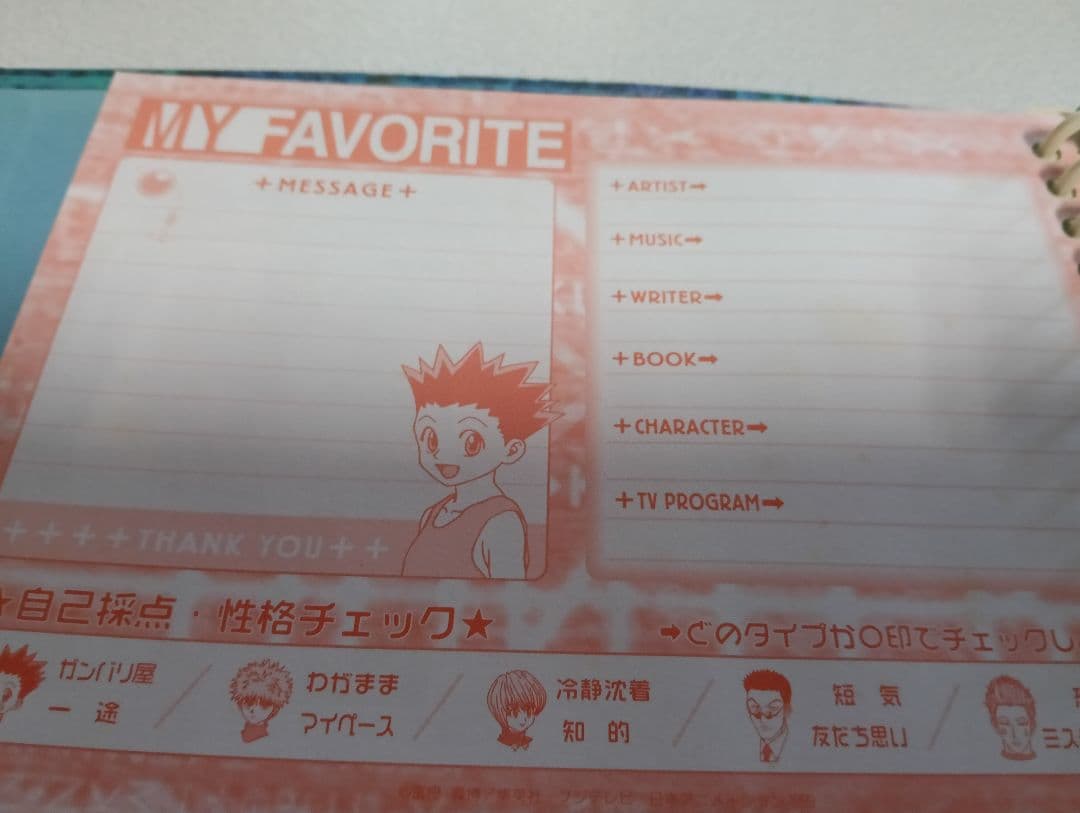 MY FAVORITE
+MESSAGE+
+ARTIST➡
+MUSIC➡
+WRITER➡
+BOOK➡
+CHARACTER➡
+TV PROGRAM➡
++++THANK YOU++
★自己採点・性格チェック★
➡どのタイプか○印でチェックし
ガンバリ屋
一 途
わがまま
マイペース
冷静沈着
知 的
短 気
友だち思い
ミス